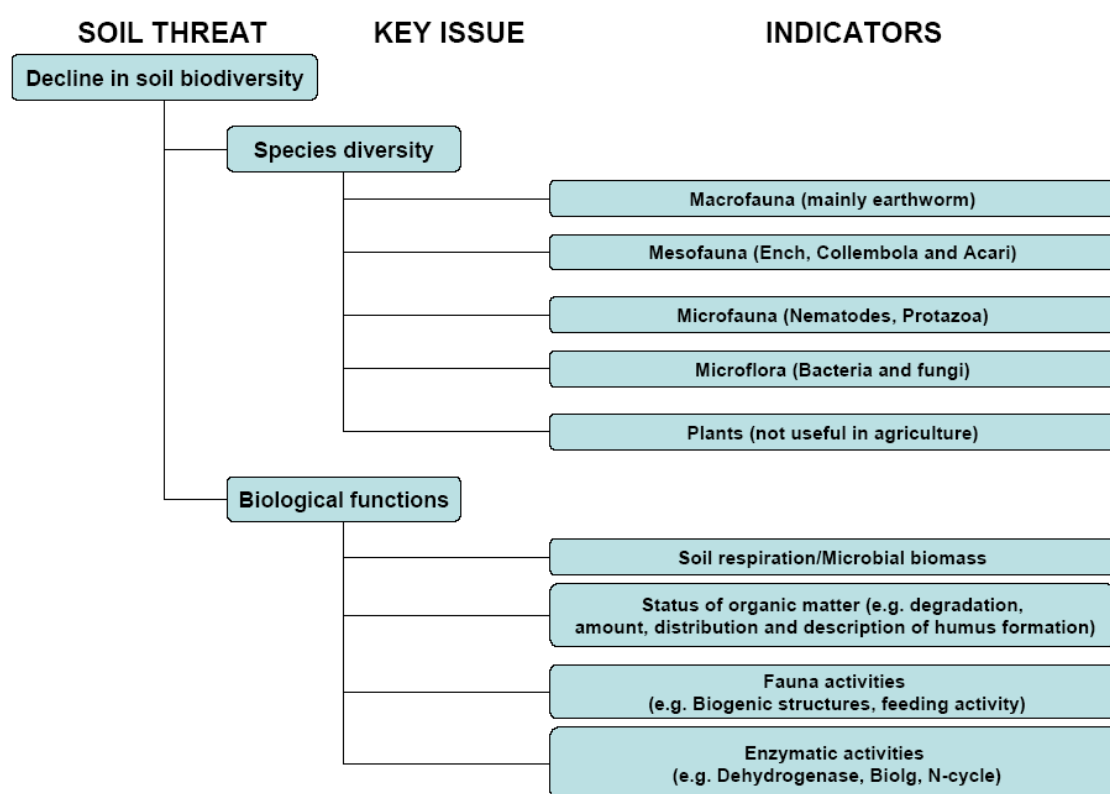 SOIL THREAT KEY ISSUE INDICATORS
Decline in soil biodiversity
Species diversity
Macrofauna (mainly earthworm)
Mesofauna (Ench, Collembola and Acari)
Microfauna (Nematodes, Protazoa)
Microflora (Bacteria and fungi)
Plants (not useful in agriculture)
Biological functions
Soil respiration/Microbial biomass
Status of organic matter (e.g. degradation,
amount, distribution and description of humus formation)
Fauna activities
(e.g. Biogenic structures, feeding activity)
Enzymatic activities
(e.g. Dehydrogenase, Biolg, N-cycle)